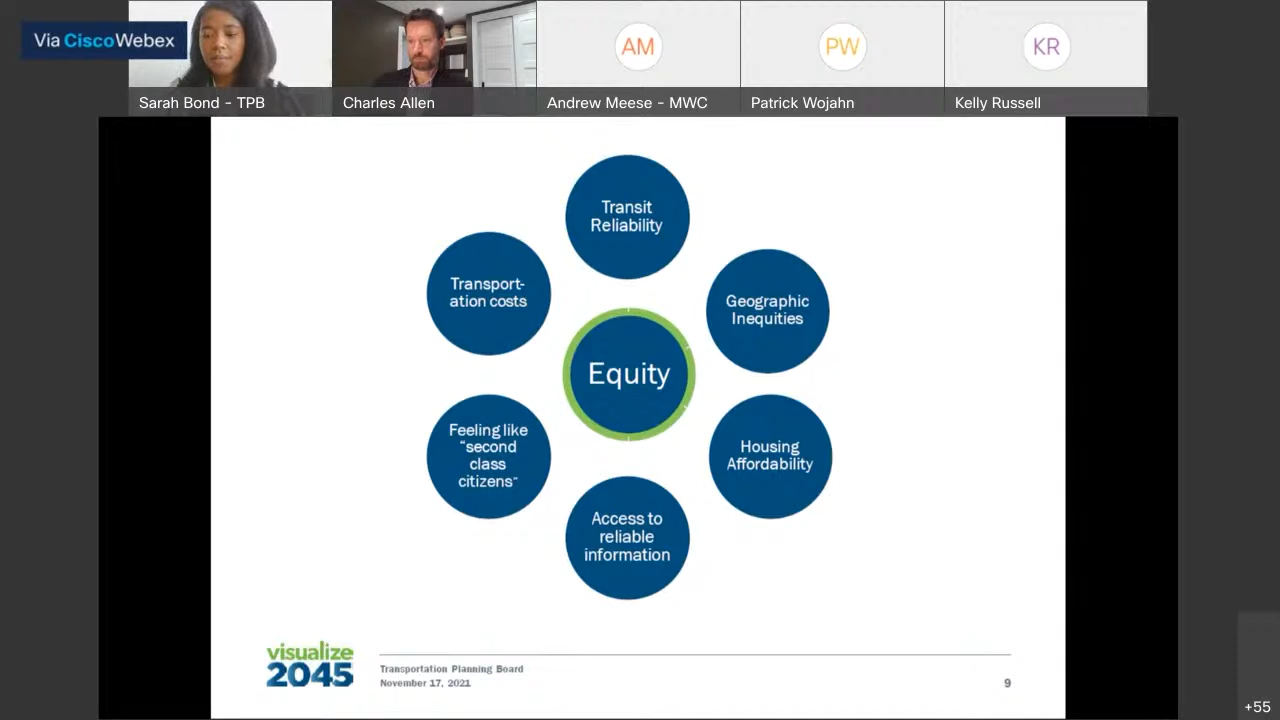 Via Cisco Webex
Sarah Bond - TPB
Charles Allen
AM
Andrew Meese - MWC
PW
Patrick Wojahn
KR
Kelly Russell
Transit
Reliability
Transport-
ation costs
Geographic
Inequities
Equity
Feeling like
“second
class
citizens”
Housing
Affordability
Access to
reliable
information
visualize
2045
Transportation Planning Board
November 17, 2021
9
+55